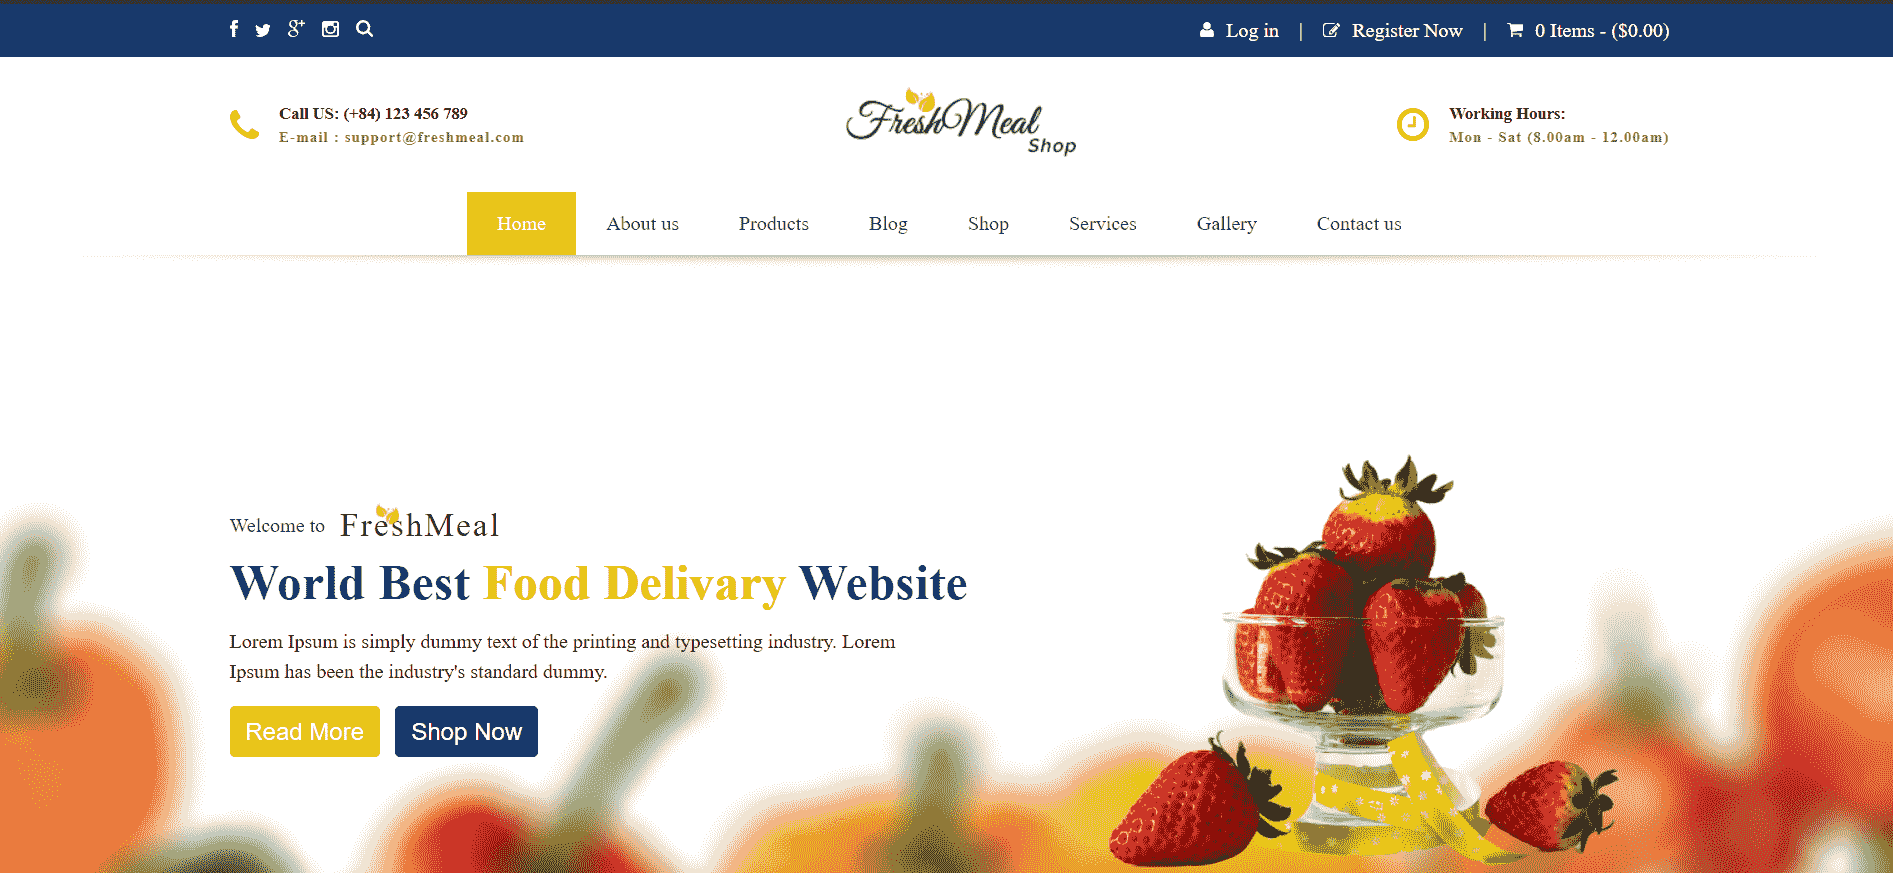 Log in | Register Now | 0 Items - ($0.00)
Call US: (+84) 123 456 789
E-mail : support@freshmeal.com
FreshMeal
Shop
Working Hours:
Mon - Sat (8.00am - 12.00am)
Home About us Products Blog Shop Services Gallery Contact us
Welcome to FreshMeal
World Best Food Delivary Website
Lorem Ipsum is simply dummy text of the printing and typesetting industry. Lorem
Ipsum has been the industry's standard dummy.
Read More Shop Now